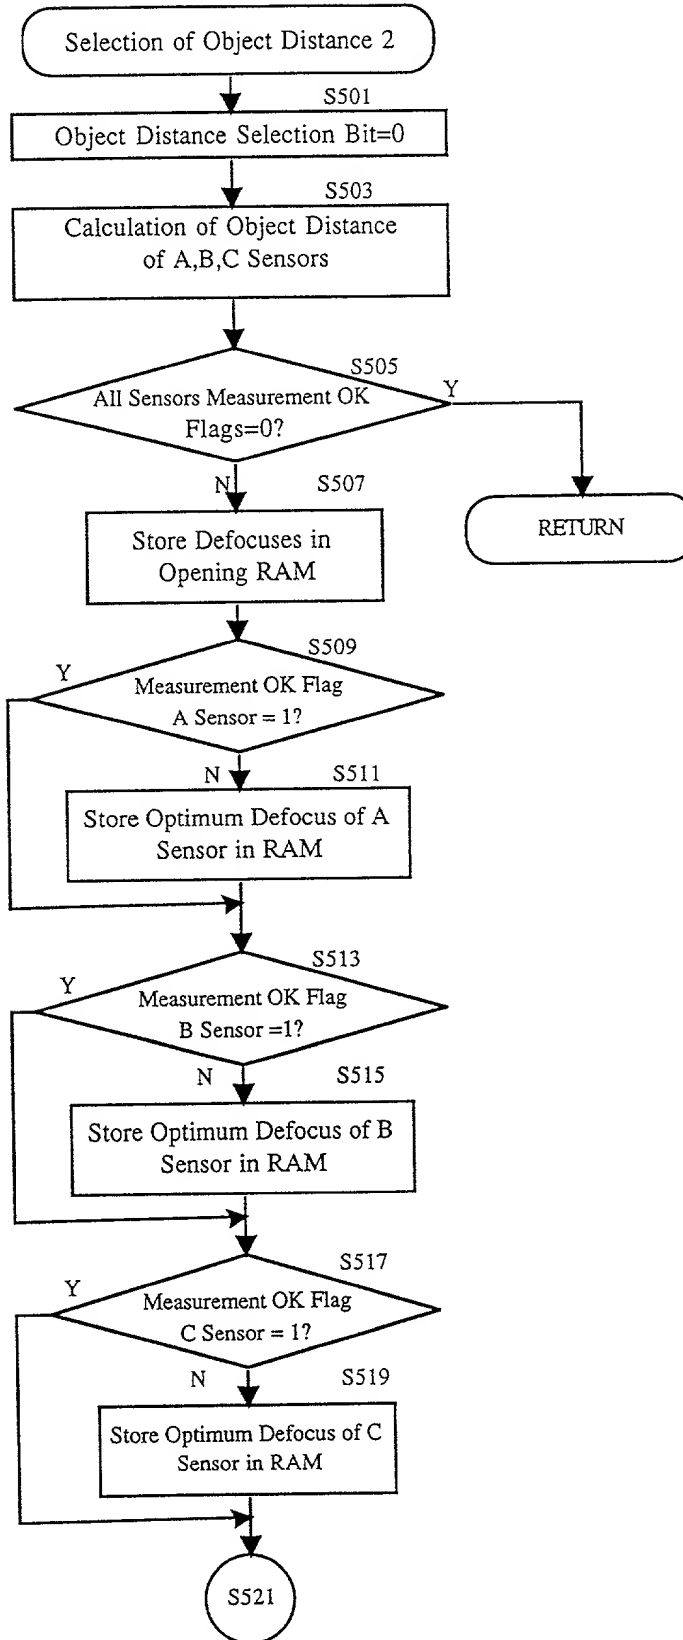 Selection of Object Distance 2
S501
Object Distance Selection Bit=0
S503
Calculation of Object Distance
of A,B,C Sensors
S505
All Sensors Measurement OK
Flags=0?
Y
N
S507
RETURN
Store Defocuses in
Opening RAM
S509
Y
Measurement OK Flag
A Sensor = 1?
N
S511
Store Optimum Defocus of A
Sensor in RAM
S513
Y
Measurement OK Flag
B Sensor =1?
N
S515
Store Optimum Defocus of B
Sensor in RAM
S517
Y
Measurement OK Flag
C Sensor = 1?
N
S519
Store Optimum Defocus of C
Sensor in RAM
S521